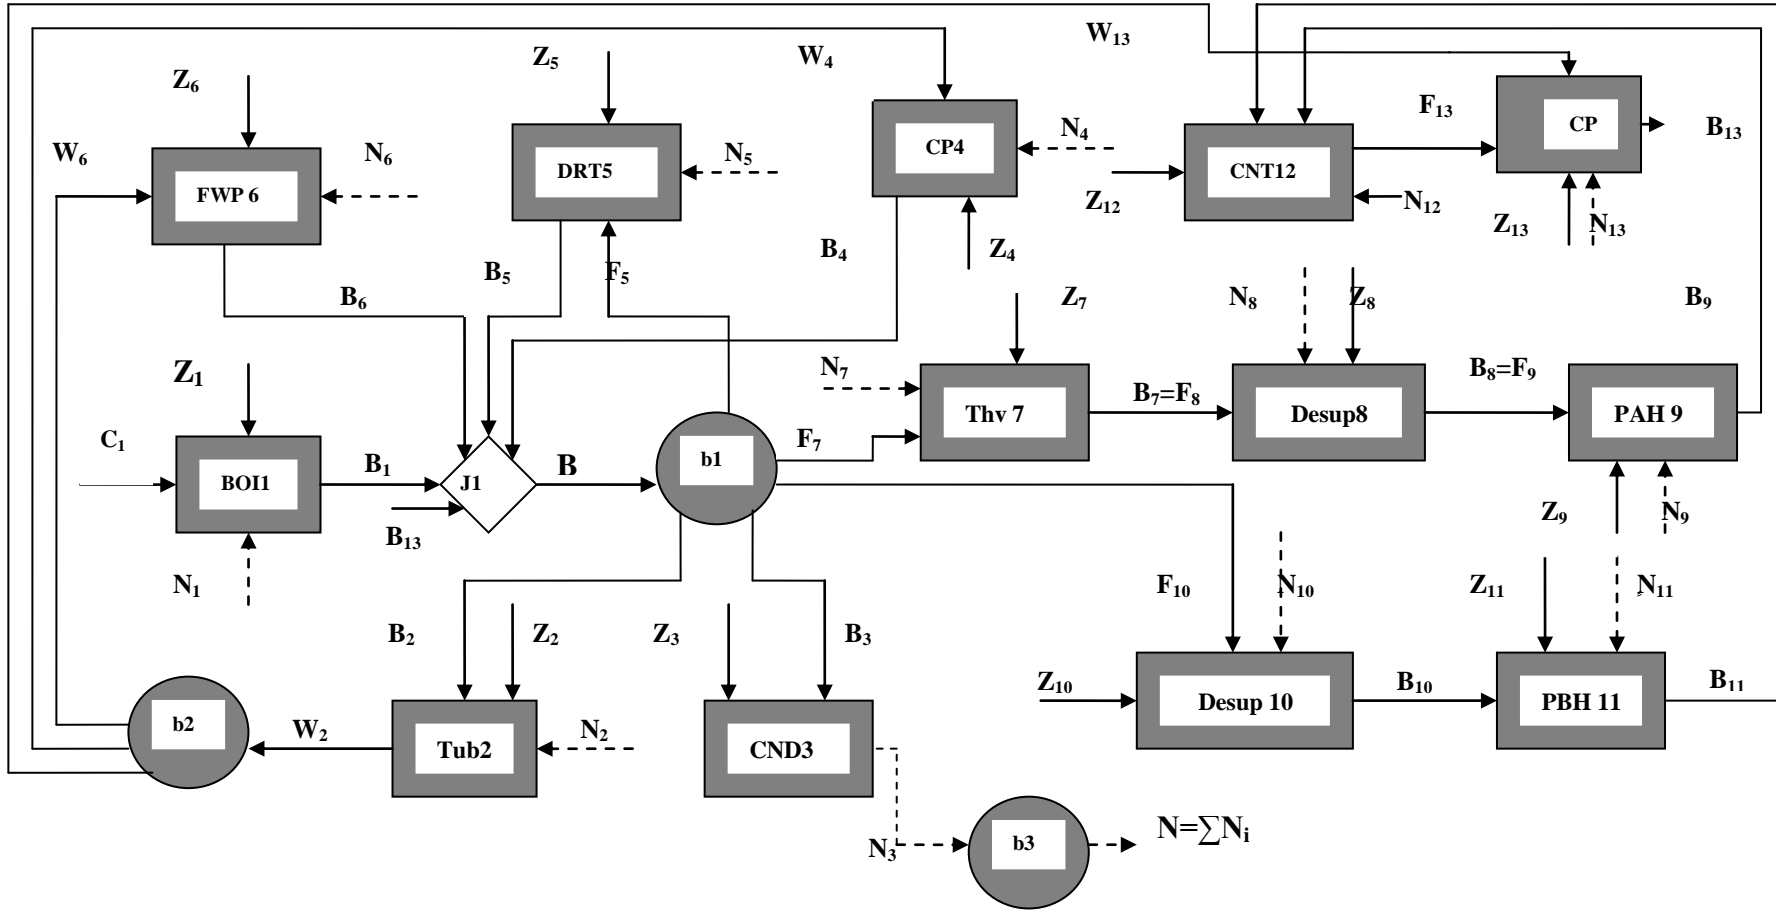 W₁₃
Z₅
W₄
Z₆
F₁₃
CP
B₁₃
W₆
N₆
N₅
N₄
DRT5
CP4
CNT12
FWP 6
Z₁₂
N₁₂
Z₁₃
N₁₃
B₄
Z₄
B₅
F₅
B₆
Z₇
N₈
Z₈
B₉
Z₁
N₇
B₇=F₈
B₈=F₉
Thv 7
Desup8
PAH 9
C₁
F₇
b1
B₁
B
BOI1
J1
B₁₃
Z₉
N₉
N₁
F₁₀
N₁₀
Z₁₁
N₁₁
B₂
Z₂
Z₃
B₃
Z₁₀
B₁₀
B₁₁
Desup 10
PBH 11
b2
W₂
N₂
Tub2
CND3
N₃
b3
N=∑Nᵢ